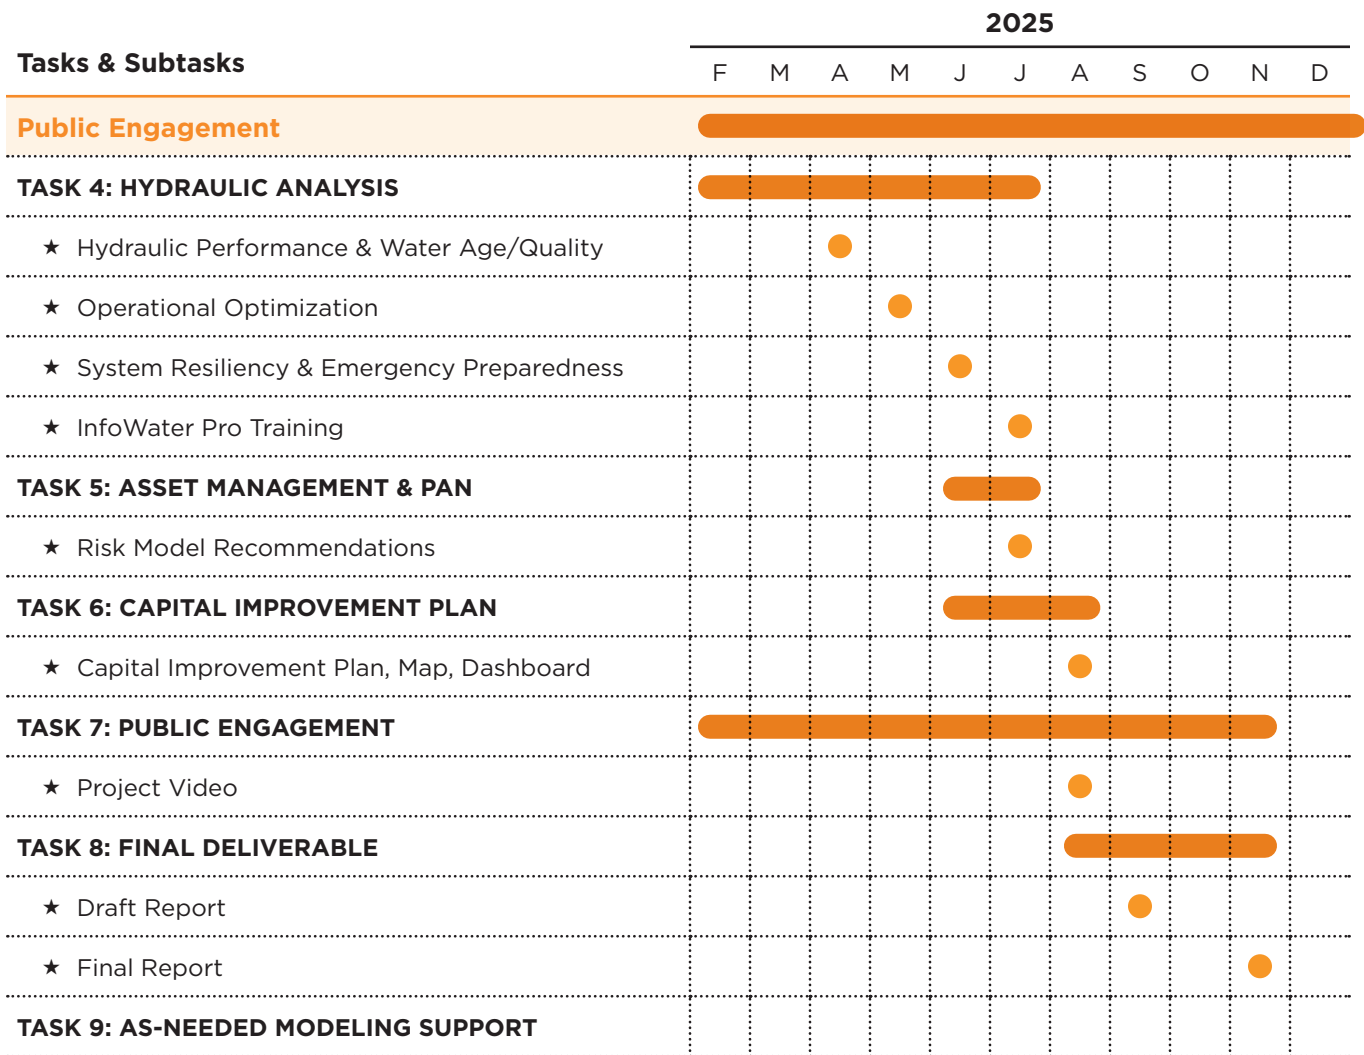 2025
Tasks & Subtasks
F M A M J J A S O N D
Public Engagement
TASK 4: HYDRAULIC ANALYSIS
★ Hydraulic Performance & Water Age/Quality
★ Operational Optimization
★ System Resiliency & Emergency Preparedness
★ InfoWater Pro Training
TASK 5: ASSET MANAGEMENT & PAN
★ Risk Model Recommendations
TASK 6: CAPITAL IMPROVEMENT PLAN
★ Capital Improvement Plan, Map, Dashboard
TASK 7: PUBLIC ENGAGEMENT
★ Project Video
TASK 8: FINAL DELIVERABLE
★ Draft Report
★ Final Report
TASK 9: AS-NEEDED MODELING SUPPORT